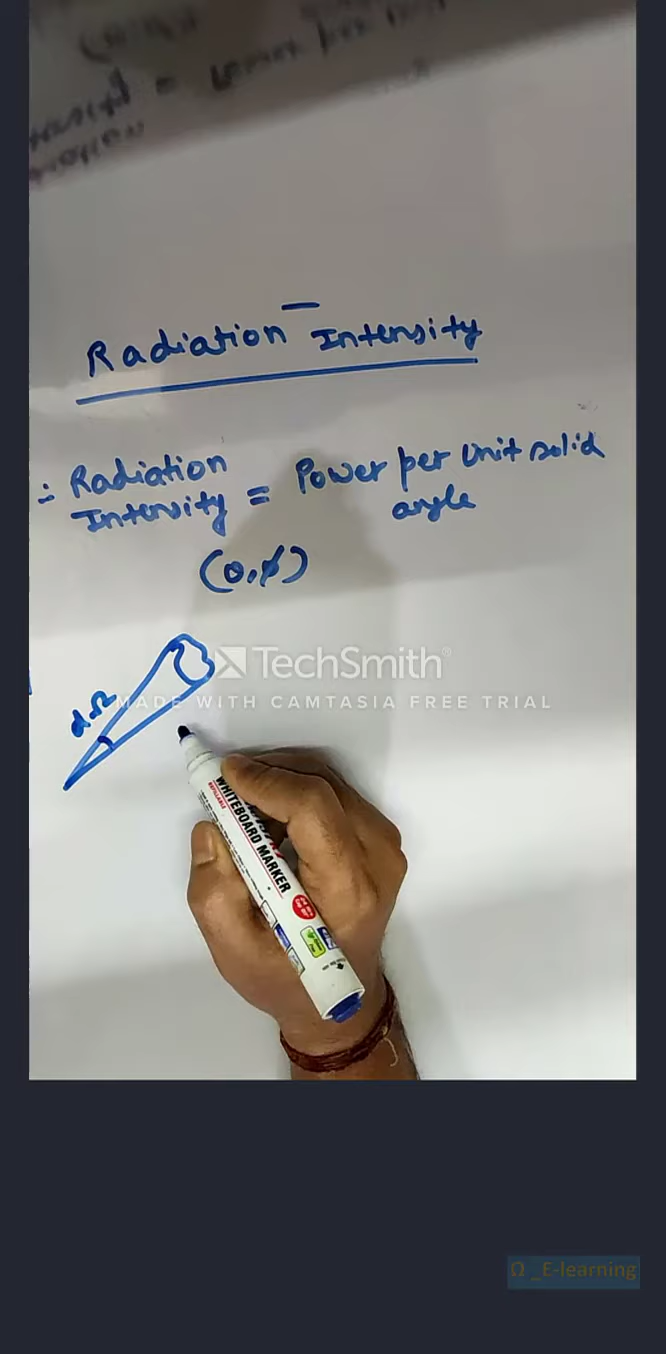 Radiation Intensity
:- Radiation Intensity = Power per Unit solid angle
(θ,ϕ)
dΩ
TechSmith®
MADE WITH CAMTASIA FREE TRIAL
WHITEBOARD MARKER
Ω _E-learning